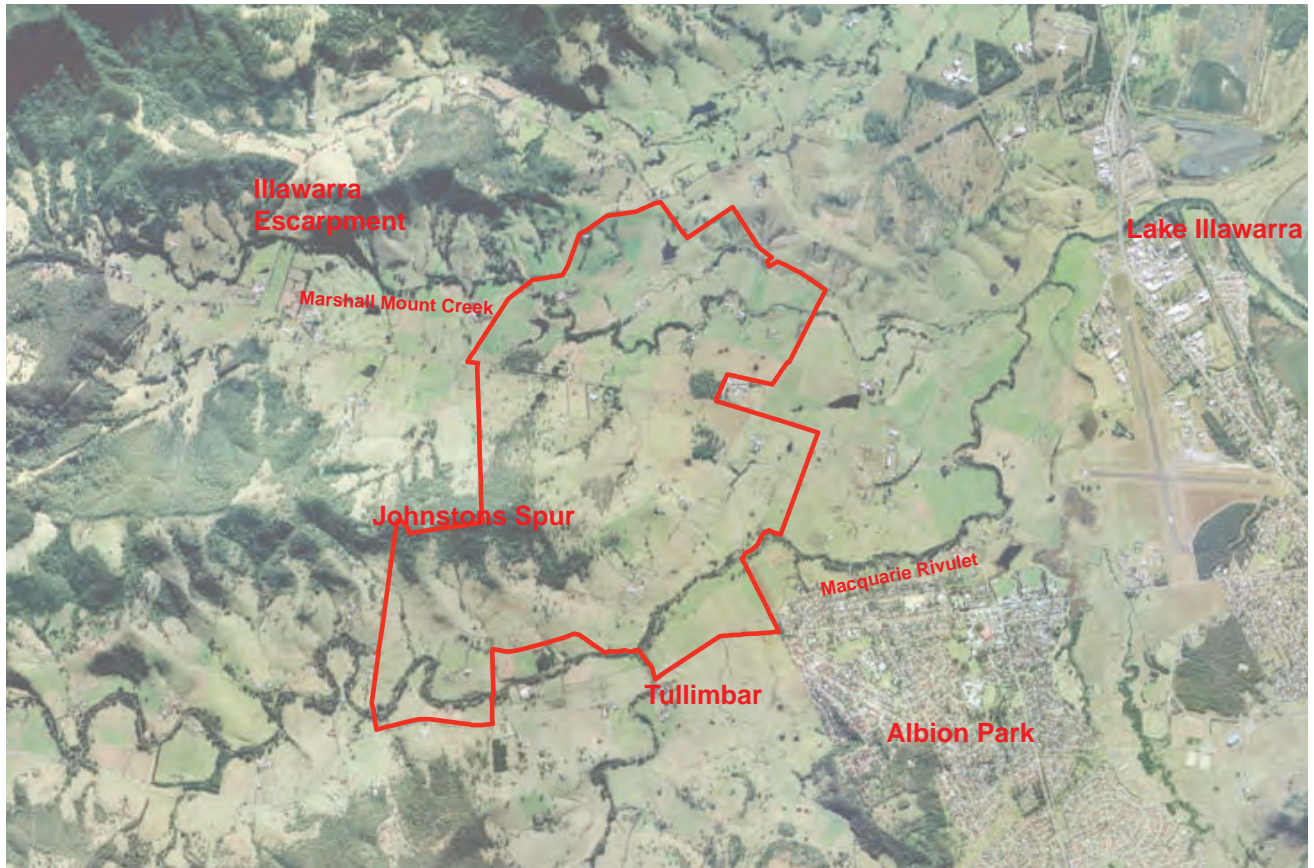 Illawarra
Escarpment
Lake Illawarra
Marshall Mount Creek
Johnstons Spur
Macquarie Rivulet
Tullimbar
Albion Park